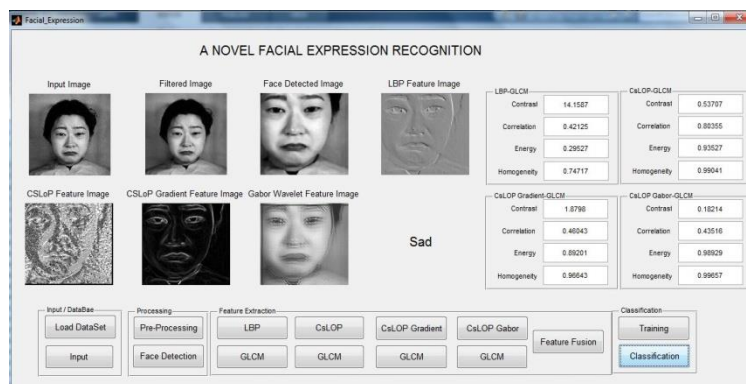 Facial_Expression
A NOVEL FACIAL EXPRESSION RECOGNITION
Input Image
Filtered Image
Face Detected Image
LBP Feature Image
CSLoP Feature Image
CSLoP Gradient Feature Image
Gabor Wavelet Feature Image
Sad
LBP-GLCM
Contrast 14.1587
Correlation 0.42125
Energy 0.29527
Homogeneity 0.74717
CsLOP-GLCM
Contrast 0.53707
Correlation 0.80355
Energy 0.93527
Homogeneity 0.99041
CsLOP Gradient-GLCM
Contrast 1.8798
Correlation 0.46043
Energy 0.89201
Homogeneity 0.96643
CsLOP Gabor-GLCM
Contrast 0.18214
Correlation 0.43516
Energy 0.98929
Homogeneity 0.99657
Input / DataBae
Load DataSet
Input
Processing
Pre-Processing
Face Detection
Feature Extraction
LBP
CsLOP
CsLOP Gradient
CsLOP Gabor
GLCM
GLCM
GLCM
GLCM
Feature Fusion
Classification
Training
Classification